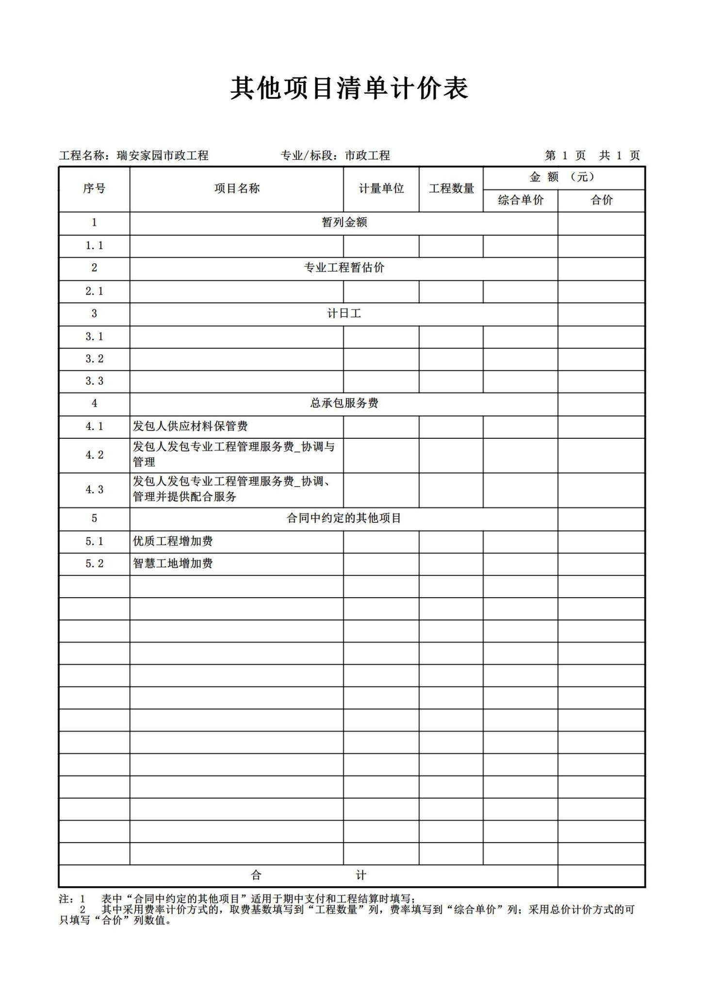 其他项目清单计价表
工程名称：瑞安家园市政工程 专业/标段：市政工程 第 1 页 共 1 页
序号 项目名称 计量单位 工程数量 金 额 （元）
综合单价 合价
1 暂列金额
1.1
2 专业工程暂估价
2.1
3 计日工
3.1
3.2
3.3
4 总承包服务费
4.1 发包人供应材料保管费
4.2 发包人发包专业工程管理服务费_协调与
管理
4.3 发包人发包专业工程管理服务费_协调、
管理并提供配合服务
5 合同中约定的其他项目
5.1 优质工程增加费
5.2 智慧工地增加费
合 计
注：1 表中“合同中约定的其他项目”适用于期中支付和工程结算时填写；
2 其中采用费率计价方式的，取费基数填写到“工程数量”列，费率填写到“综合单价”列；采用总价计价方式的可
只填写“合价”列数值。